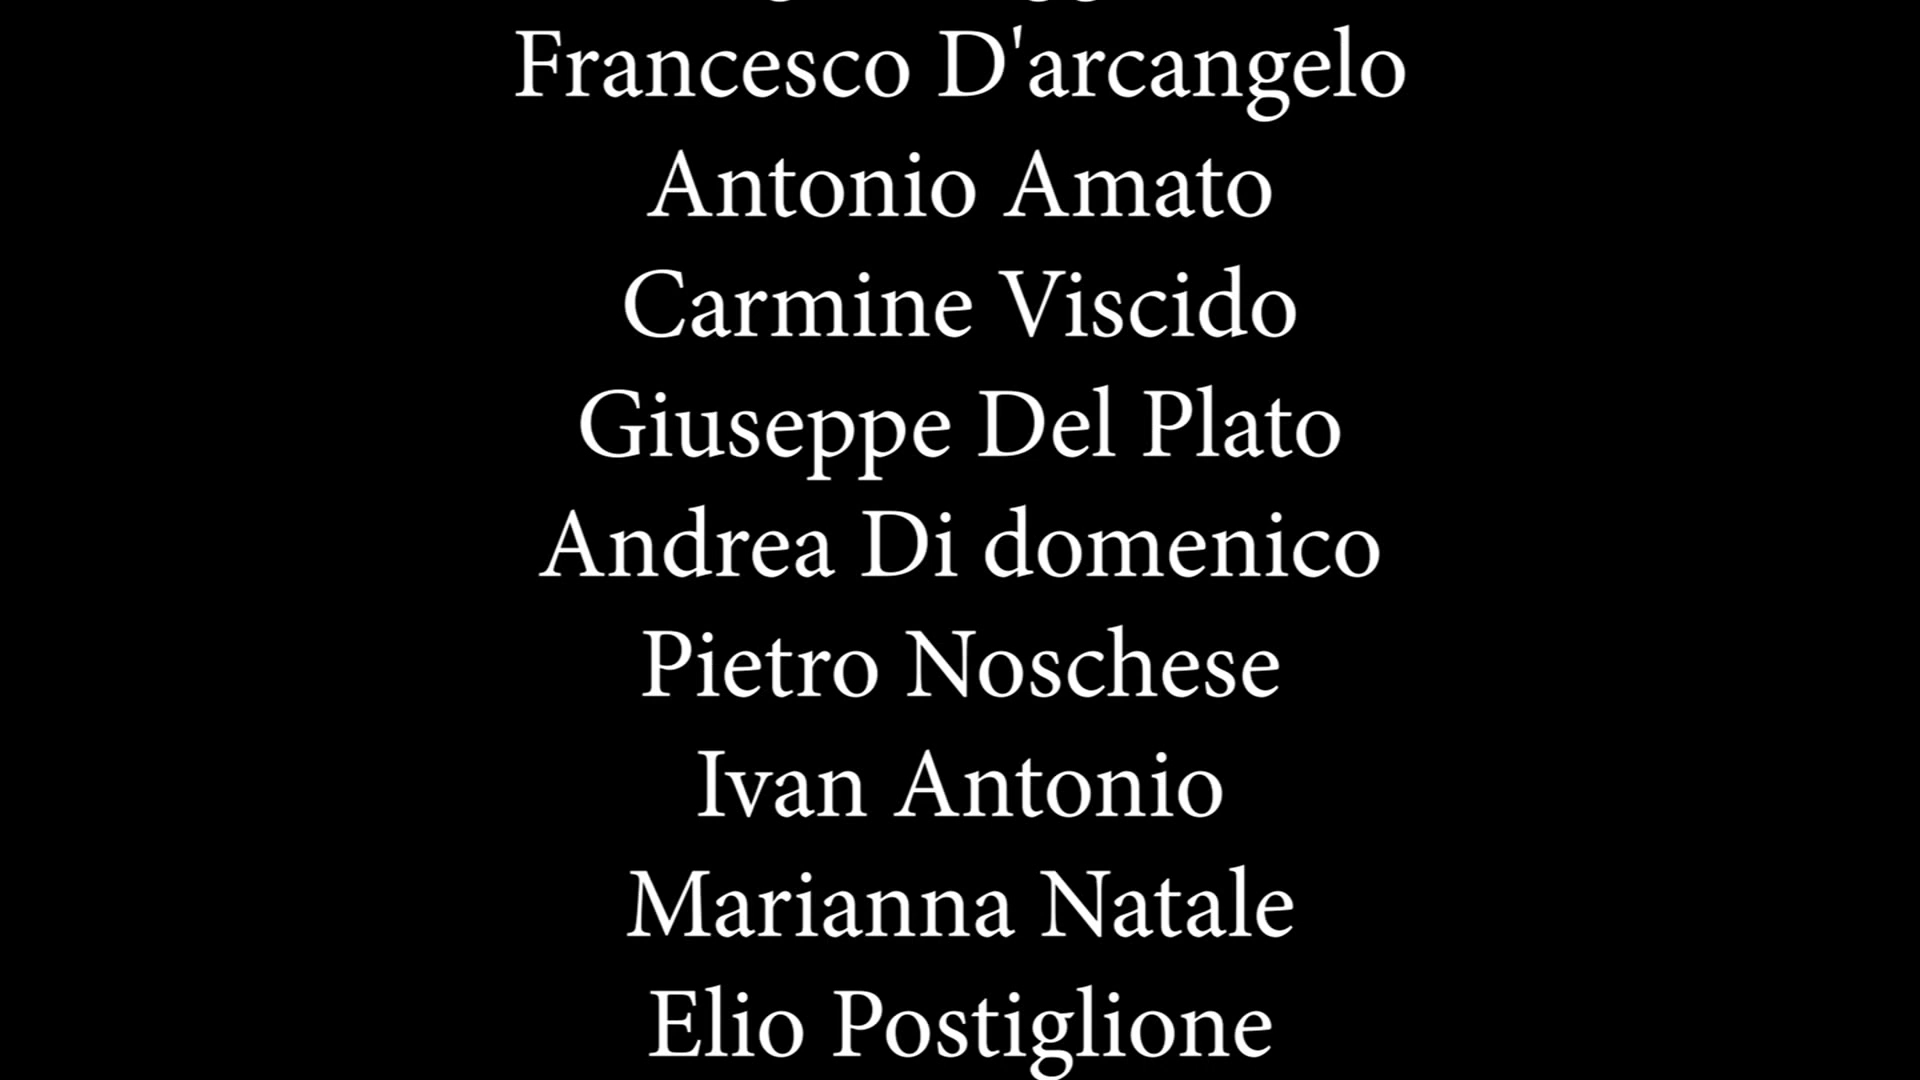 Francesco D'arcangelo
Antonio Amato
Carmine Viscido
Giuseppe Del Plato
Andrea Di domenico
Pietro Noschese
Ivan Antonio
Marianna Natale
Elio Postiglione